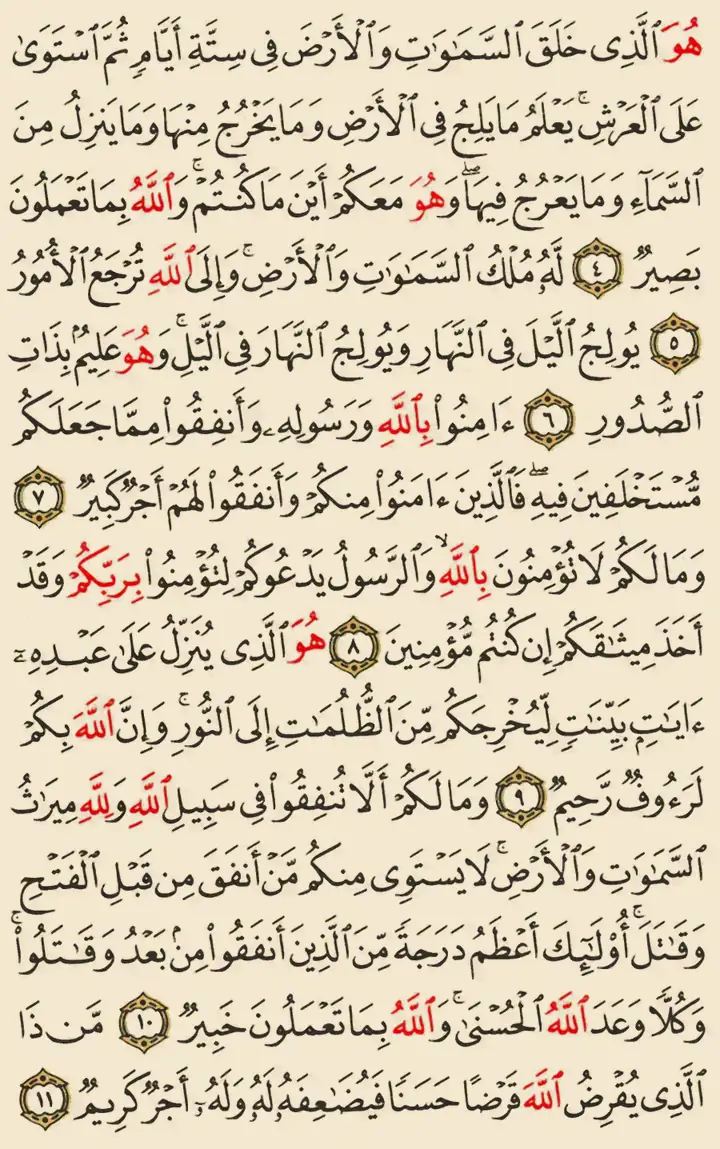 هُوَ ٱلَّذِى خَلَقَ ٱلسَّمَـٰوَٰتِ وَٱلْأَرْضَ فِى سِتَّةِ أَيَّامٍ ثُمَّ ٱسْتَوَىٰ
عَلَى ٱلْعَرْشِ ۚ يَعْلَمُ مَا يَلِجُ فِى ٱلْأَرْضِ وَمَا يَخْرُجُ مِنْهَا وَمَا يَنزِلُ مِنَ
ٱلسَّمَآءِ وَمَا يَعْرُجُ فِيهَا ۖ وَهُوَ مَعَكُمْ أَيْنَ مَا كُنتُمْ ۚ وَٱللَّهُ بِمَا تَعْمَلُونَ
بَصِيرٌ ٤ لَّهُۥ مُلْكُ ٱلسَّمَـٰوَٰتِ وَٱلْأَرْضِ ۚ وَإِلَى ٱللَّهِ تُرْجَعُ ٱلْأُمُورُ
٥ يُولِجُ ٱلَّيْلَ فِى ٱلنَّهَارِ وَيُولِجُ ٱلنَّهَارَ فِى ٱلَّيْلِ ۚ وَهُوَ عَلِيمٌۢ بِذَاتِ
ٱلصُّدُورِ ٦ ءَامِنُوا۟ بِٱللَّهِ وَرَسُولِهِۦ وَأَنفِقُوا۟ مِمَّا جَعَلَكُم
مُّسْتَخْلَفِينَ فِيهِ ۖ فَٱلَّذِينَ ءَامَنُوا۟ مِنكُمْ وَأَنفَقُوا۟ لَهُمْ أَجْرٌ كَبِيرٌ ٧
وَمَا لَكُمْ لَا تُؤْمِنُونَ بِٱللَّهِ ۙ وَٱلرَّسُولُ يَدْعُوكُمْ لِتُؤْمِنُوا۟ بِرَبِّكُمْ وَقَدْ
أَخَذَ مِيثَـٰقَكُمْ إِن كُنتُم مُّؤْمِنِينَ ٨ هُوَ ٱلَّذِى يُنَزِّلُ عَلَىٰ عَبْدِهِۦٓ
ءَايَـٰتٍۭ بَيِّنَـٰتٍ لِّيُخْرِجَكُم مِّنَ ٱلظُّلُمَـٰتِ إِلَى ٱلنُّورِ ۚ وَإِنَّ ٱللَّهَ بِكُمْ
لَرَءُوفٌ رَّحِيمٌ ٩ وَمَا لَكُمْ أَلَّا تُنفِقُوا۟ فِى سَبِيلِ ٱللَّهِ وَلِلَّهِ مِيرَٰثُ
ٱلسَّمَـٰوَٰتِ وَٱلْأَرْضِ ۚ لَا يَسْتَوِى مِنكُم مَّنْ أَنفَقَ مِن قَبْلِ ٱلْفَتْحِ
وَقَـٰتَلَ ۚ أُو۟لَـٰٓئِكَ أَعْظَمُ دَرَجَةً مِّنَ ٱلَّذِينَ أَنفَقُوا۟ مِنۢ بَعْدُ وَقَـٰتَلُوا۟ ۚ
وَكُلًّا وَعَدَ ٱللَّهُ ٱلْحُسْنَىٰ ۚ وَٱللَّهُ بِمَا تَعْمَلُونَ خَبِيرٌ ١٠ مَّن ذَا
ٱلَّذِى يُقْرِضُ ٱللَّهَ قَرْضًا حَسَنًا فَيُضَـٰعِفَهُۥ لَهُۥ وَلَهُۥٓ أَجْرٌ كَرِيمٌ ١١